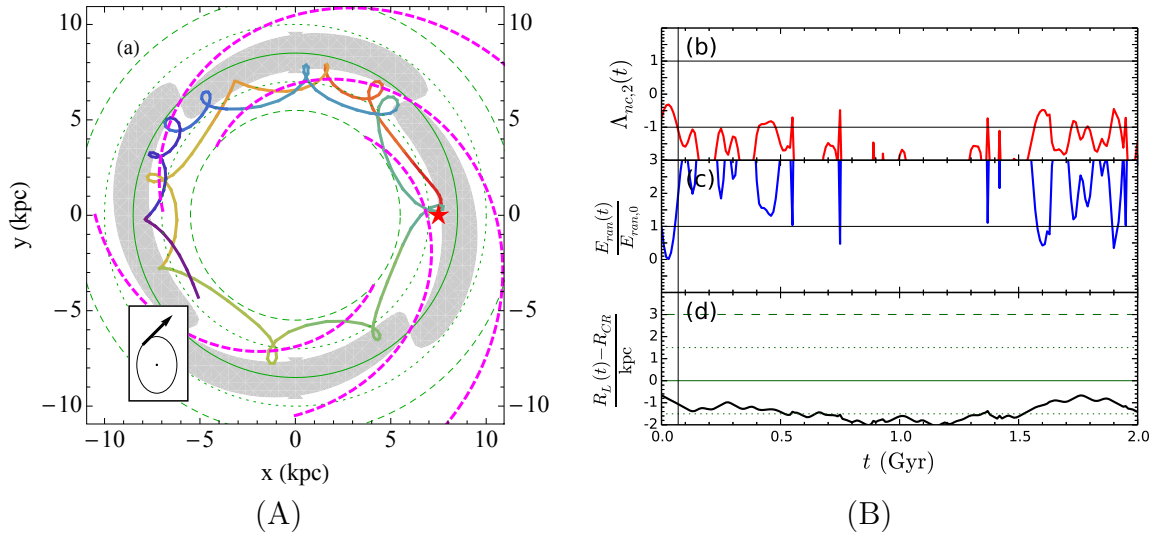 (a)
10
5
0
−5
−10
y (kpc)
10
5
0
−5
−10
−10
−5
0
5
10
x (kpc)
(A)
(b)
1
0
-1
3
Λnc,2(t)
(c)
2
1
0
Eran(t)
Eran,0
(d)
3
2
1
0
-1
-2
RL(t)−RCR
kpc
0.0
0.5
1.0
1.5
2.0
t (Gyr)
(B)